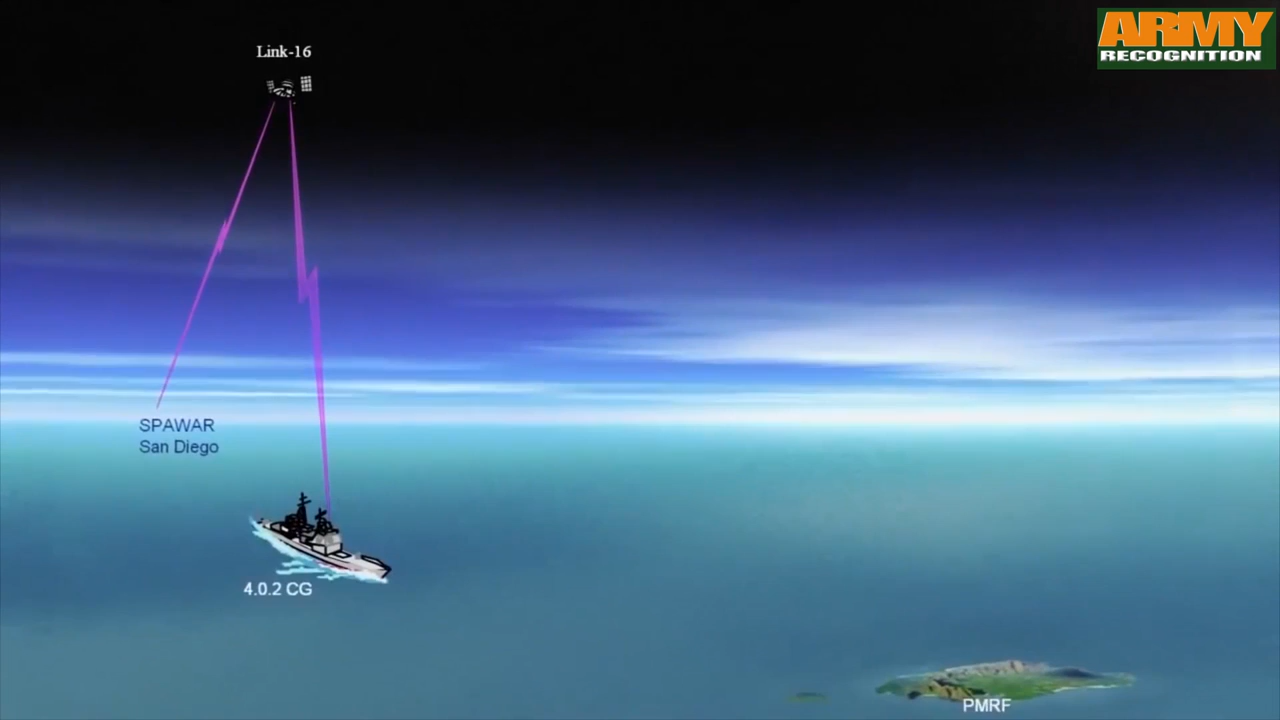 Link-16
ARMY
RECOGNITION
SPAWAR
San Diego
4.0.2 CG
PMRF